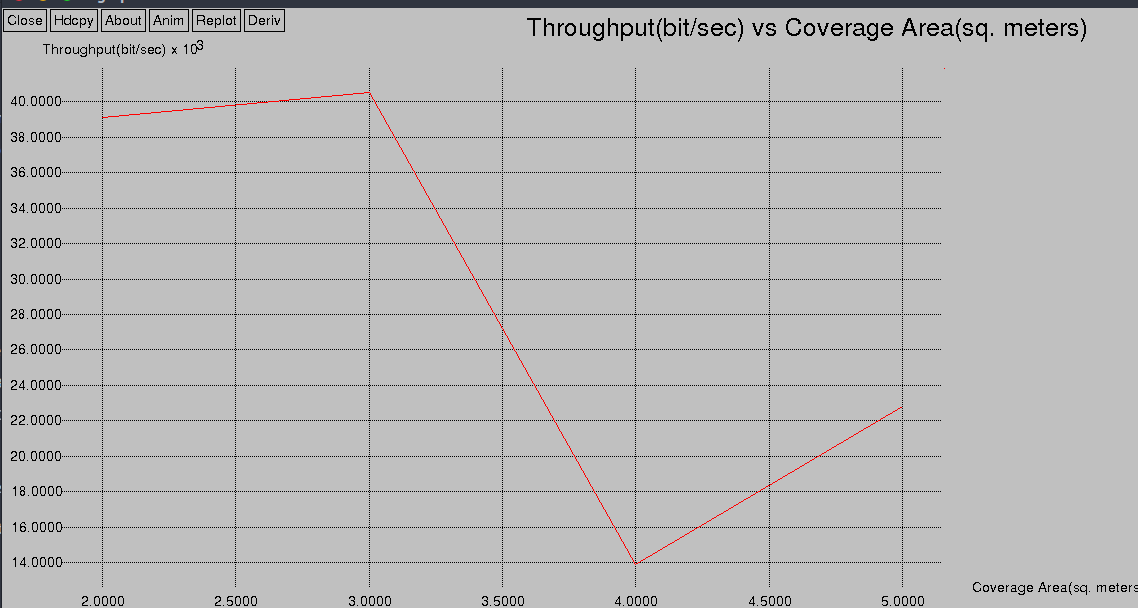 Close Hdcpy About Anim Replot Deriv
Throughput(bit/sec) vs Coverage Area(sq. meters)
Throughput(bit/sec) x 10³
40.0000
38.0000
36.0000
34.0000
32.0000
30.0000
28.0000
26.0000
24.0000
22.0000
20.0000
18.0000
16.0000
14.0000
Coverage Area(sq. meters
2.0000 2.5000 3.0000 3.5000 4.0000 4.5000 5.0000